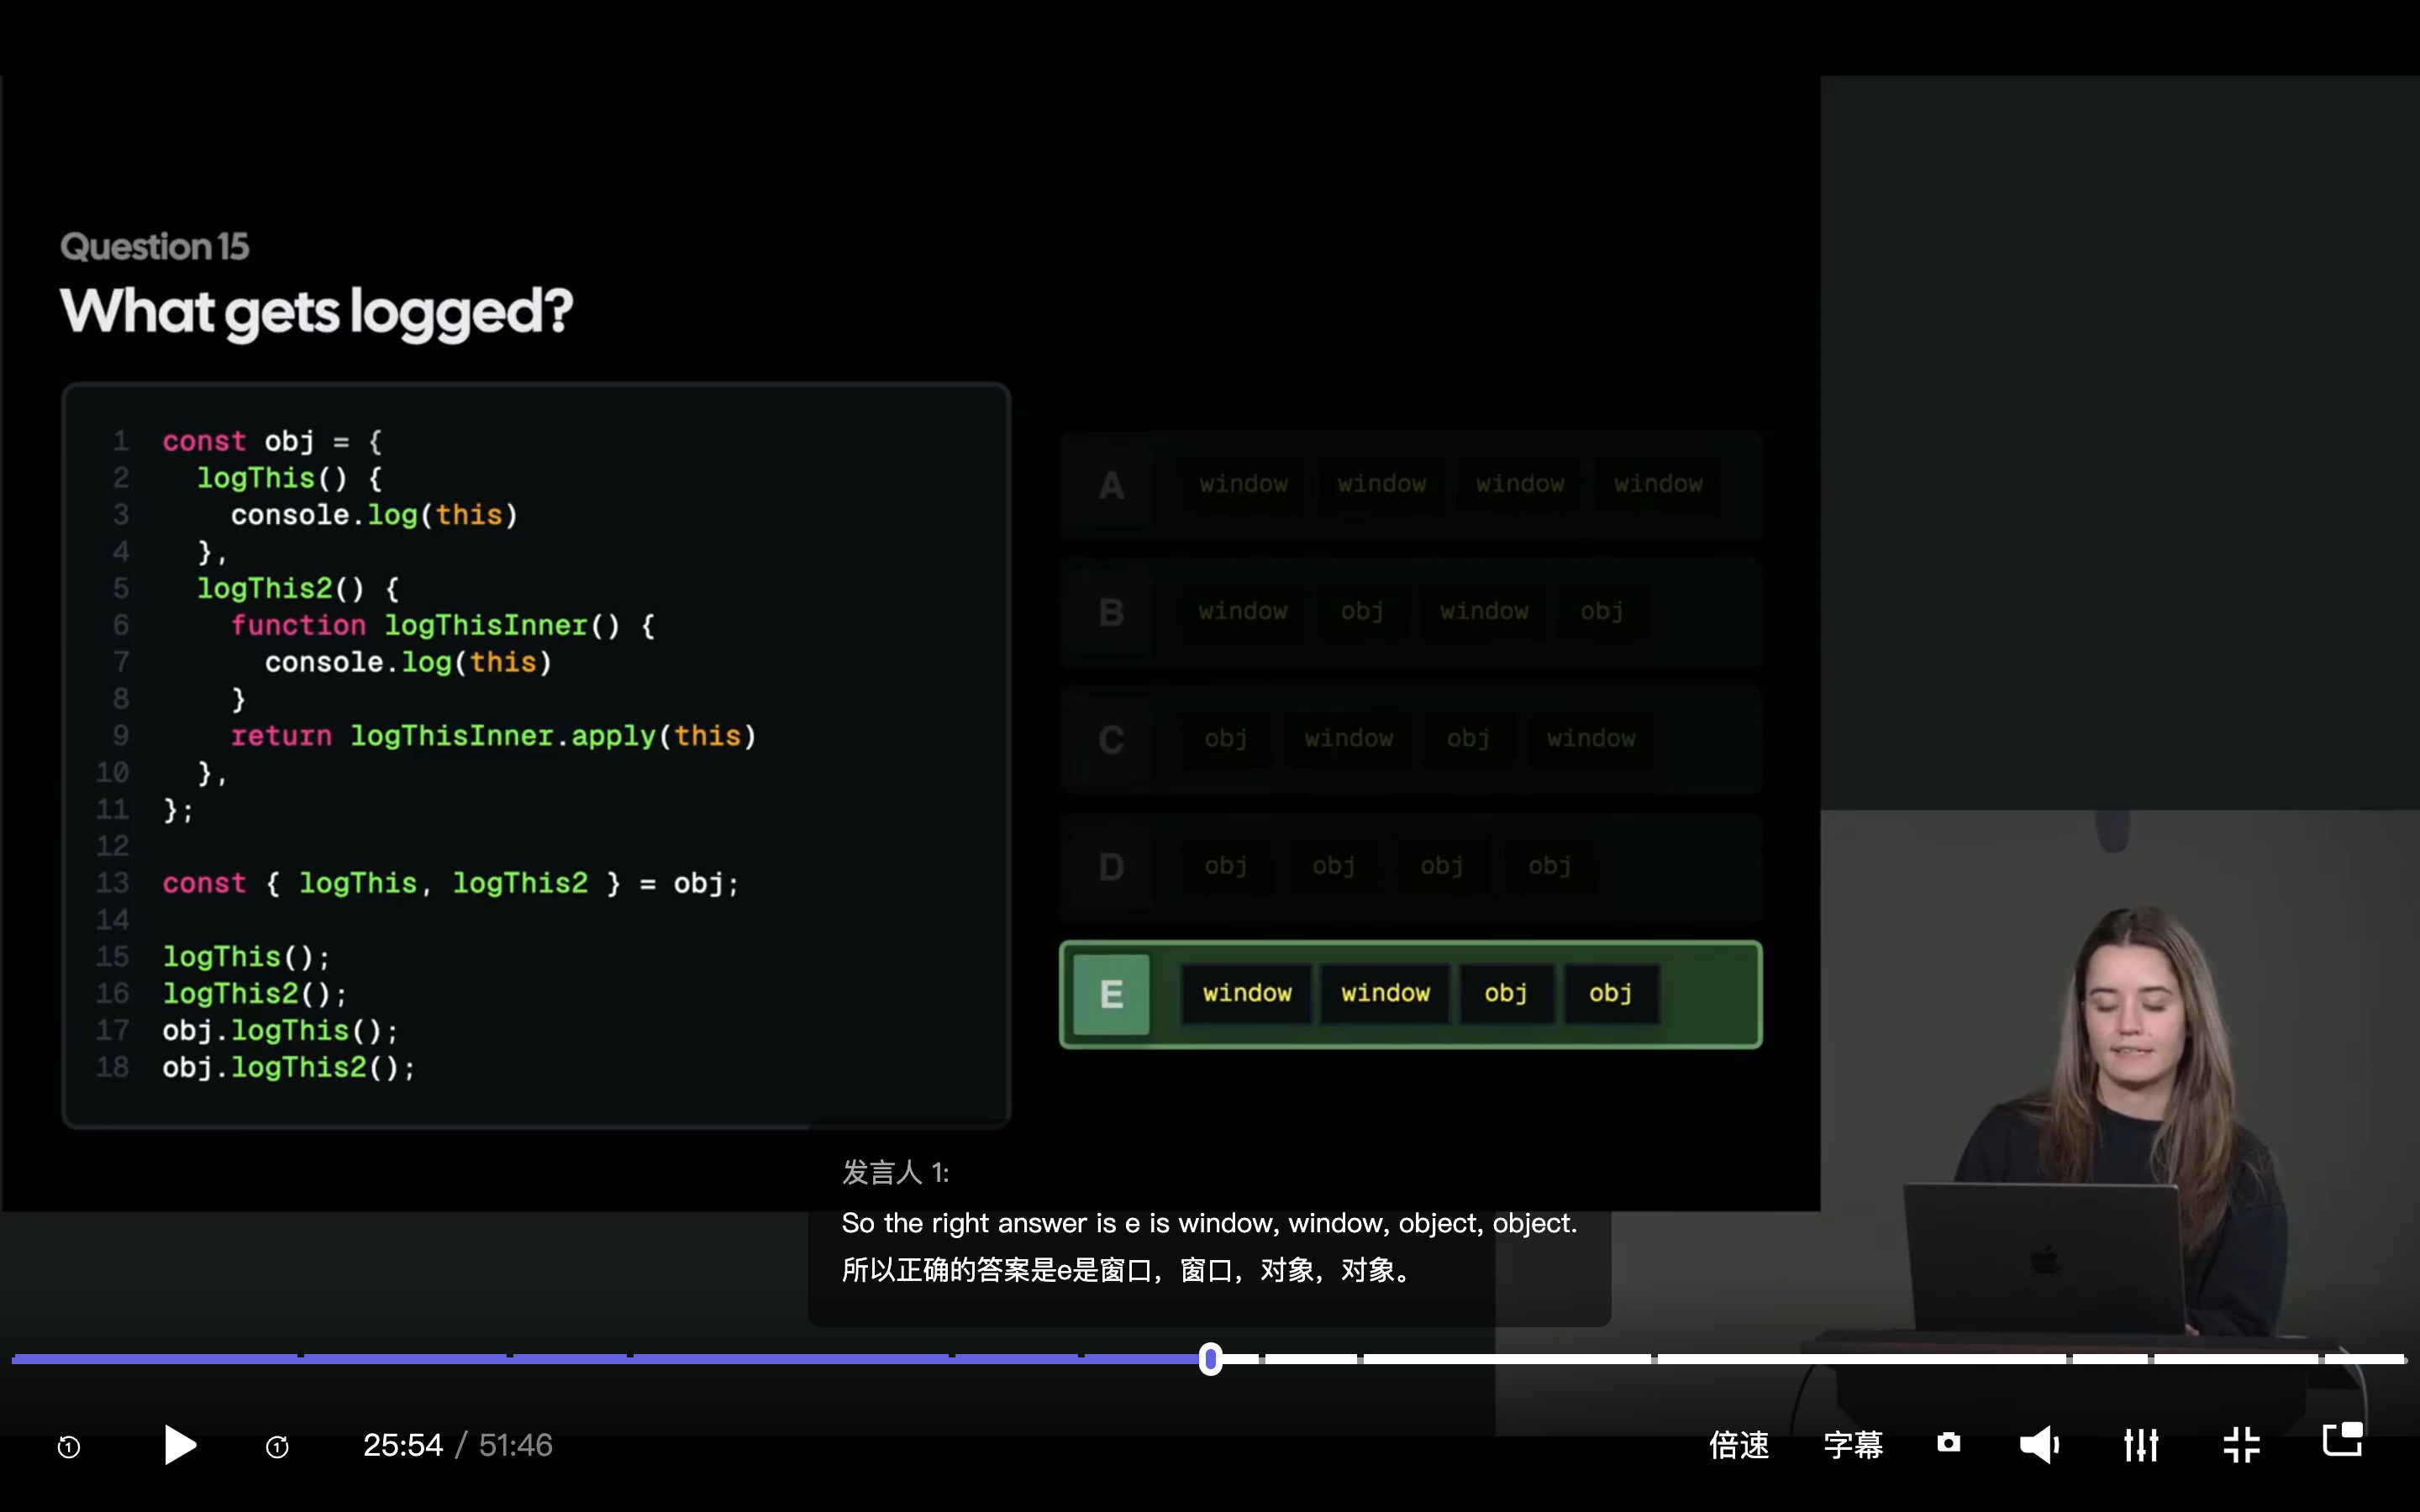 Question 15
What gets logged?
1 const obj = {
2 logThis() {
3 console.log(this)
4 },
5 logThis2() {
6 function logThisInner() {
7 console.log(this)
8 }
9 return logThisInner.apply(this)
10 },
11 };
12
13 const { logThis, logThis2 } = obj;
14
15 logThis();
16 logThis2();
17 obj.logThis();
18 obj.logThis2();
A window window window window
B window obj window obj
C obj window obj window
D obj obj obj obj
E window window obj obj
发言人 1:
So the right answer is e is window, window, object, object.
所以正确的答案是e是窗口，窗口，对象，对象。
1 1 25:54 / 51:46 倍速 字幕